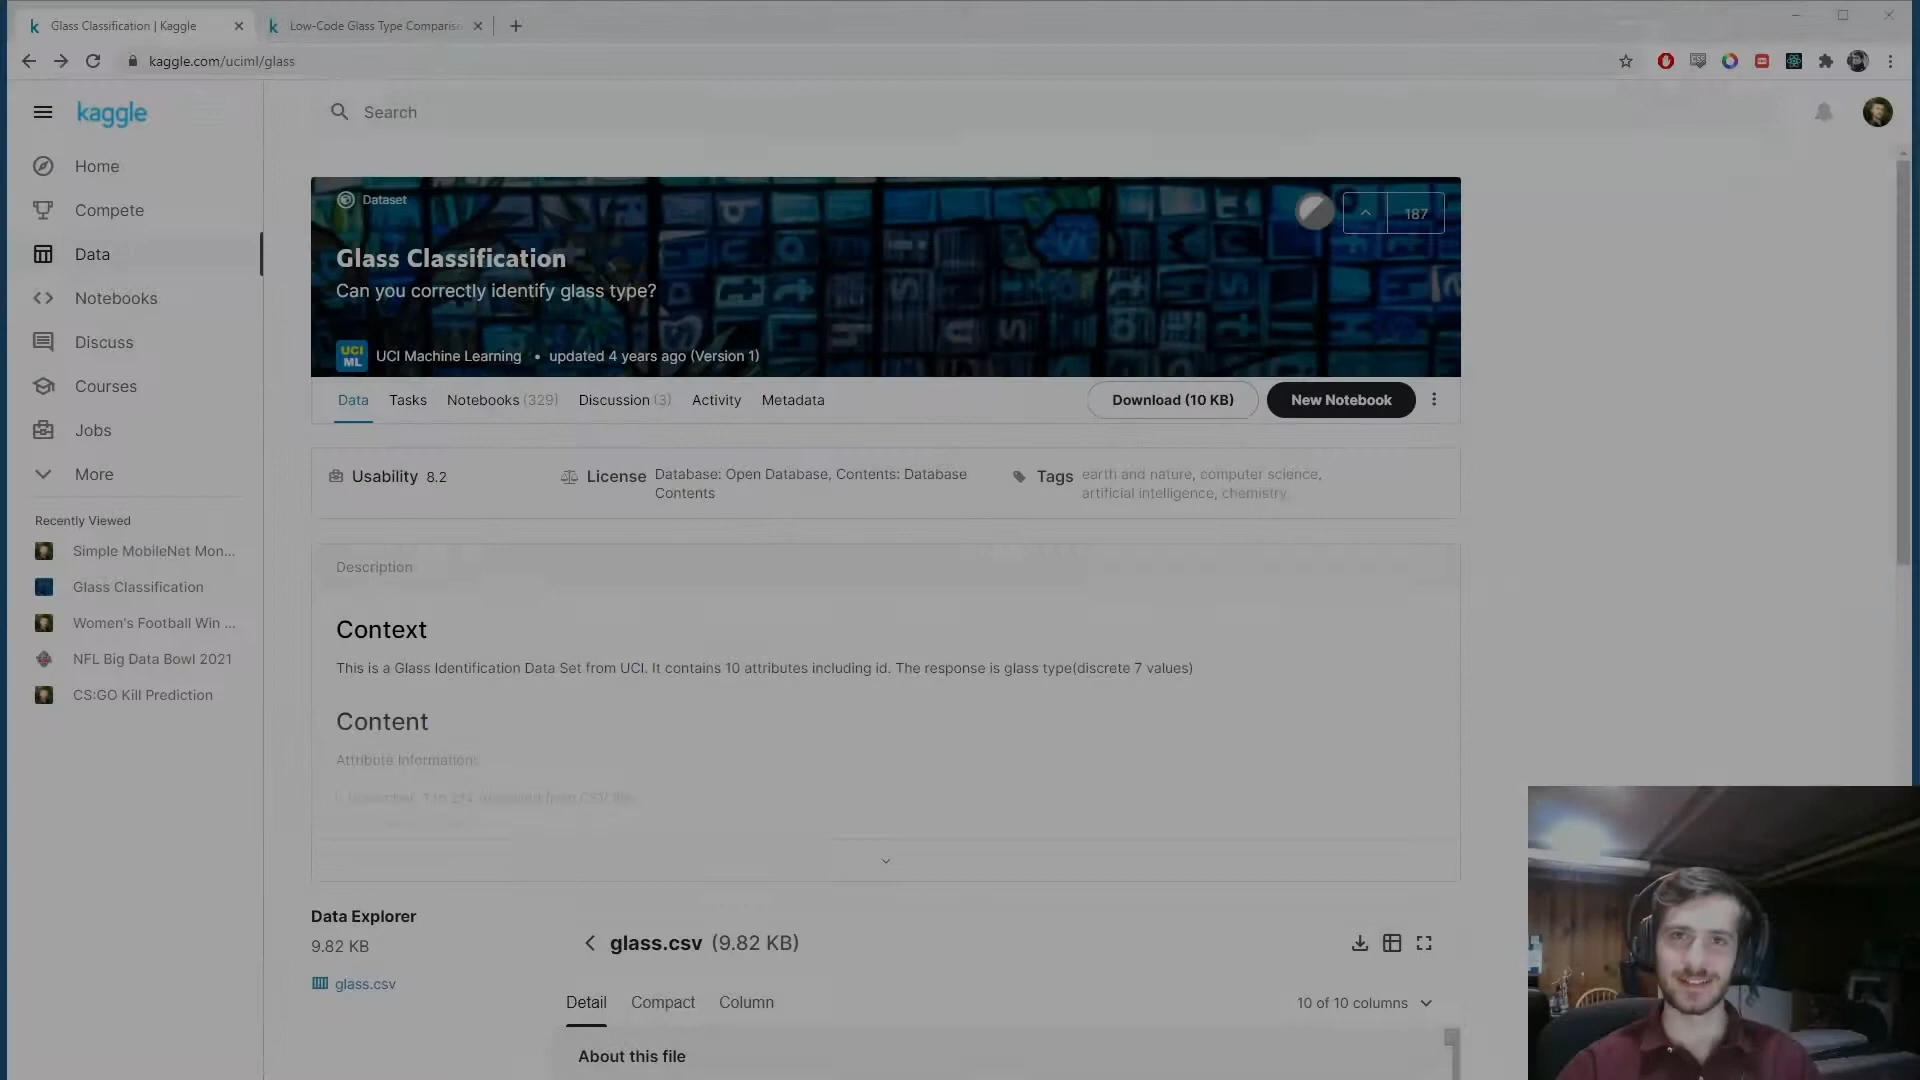 Glass Classification | Kaggle
Low-Code Glass Type Comparis
kaggle.com/uciml/glass
kaggle
Search
Home
Compete
Data
Notebooks
Discuss
Courses
Jobs
More
Recently Viewed
Simple MobileNet Mon...
Glass Classification
Women's Football Win ...
NFL Big Data Bowl 2021
CS:GO Kill Prediction
Dataset
187
Glass Classification
Can you correctly identify glass type?
UCI ML
UCI Machine Learning • updated 4 years ago (Version 1)
Data Tasks Notebooks (329) Discussion (3) Activity Metadata
Download (10 KB) New Notebook
Usability 8.2
License Database: Open Database, Contents: Database
Contents
Tags earth and nature, computer science,
artificial intelligence, chemistry
Description
Context
This is a Glass Identification Data Set from UCI. It contains 10 attributes including id. The response is glass type(discrete 7 values)
Content
Attribute Information:
Data Explorer
9.82 KB
glass.csv
glass.csv (9.82 KB)
Detail Compact Column
10 of 10 columns
About this file